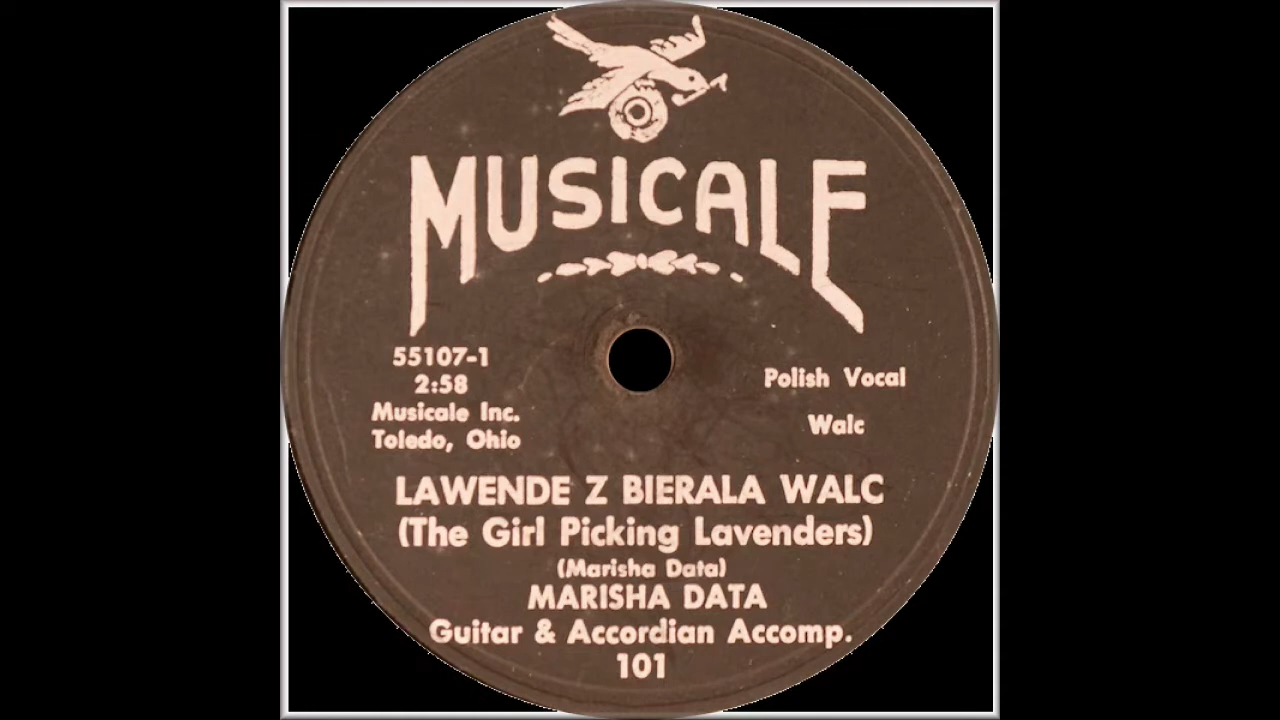 MUSICALE
55107-1
2:58
Musicale Inc.
Toledo, Ohio
Polish Vocal
Walc
LAWENDE Z BIERALA WALC
(The Girl Picking Lavenders)
(Marisha Data)
MARISHA DATA
Guitar & Accordian Accomp.
101